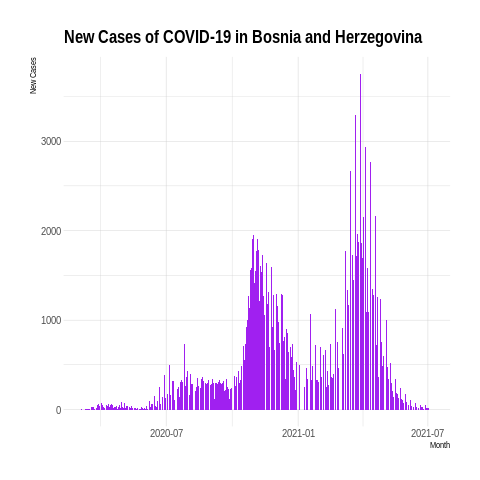 New Cases of COVID-19 in Bosnia and Herzegovina
New Cases
3000
2000
1000
0
2020-07
2021-01
2021-07
Month